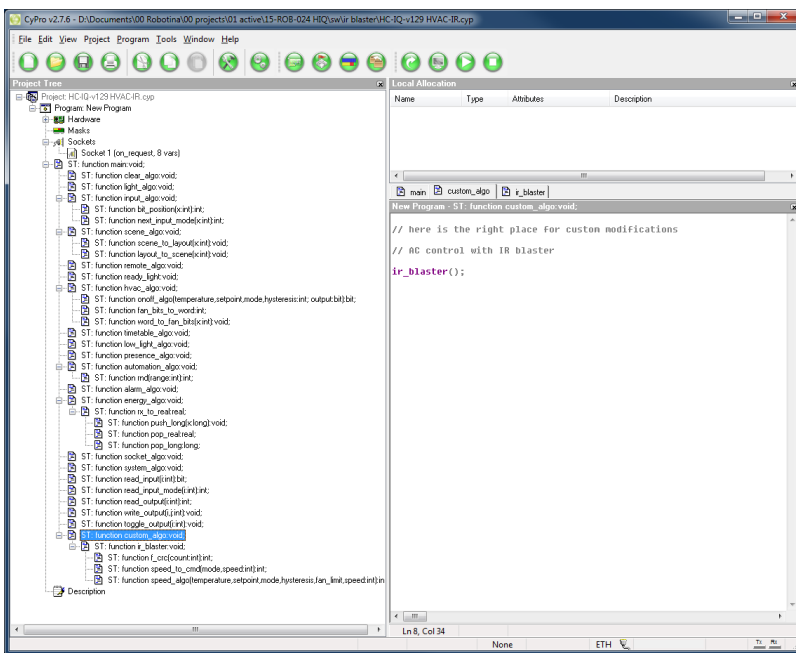 CyPro v2.7.6 - D:\Documents\00 Robotina\00 projects\01 active\15-ROB-024 HIQ\sw\ir blaster\HC-IQ-v129 HVAC-IR.cyp
File Edit View Project Program Tools Window Help
Project Tree
Project: HC-IQ-v129 HVAC-IR.cyp
Program: New Program
Hardware
Masks
Sockets
Socket 1 (on_request, 8 vars)
ST: function main:void;
ST: function clear_algo:void;
ST: function light_algo:void;
ST: function input_algo:void;
ST: function bit_position(x:int):int;
ST: function next_input_mode(x:int):int;
ST: function scene_algo:void;
ST: function scene_to_layout(x:int):void;
ST: function layout_to_scene(x:int):void;
ST: function remote_algo:void;
ST: function ready_light:void;
ST: function hvac_algo:void;
ST: function onoff_algo(temperature,setpoint,mode,hysteresis:int; output:bit):bit;
ST: function fan_bits_to_word:int;
ST: function word_to_fan_bits(x:int):void;
ST: function timetable_algo:void;
ST: function low_light_algo:void;
ST: function presence_algo:void;
ST: function automation_algo:void;
ST: function rnd(range:int):int;
ST: function alarm_algo:void;
ST: function energy_algo:void;
ST: function rx_to_real:real;
ST: function push_long(x:long):void;
ST: function pop_real:real;
ST: function pop_long:long;
ST: function socket_algo:void;
ST: function system_algo:void;
ST: function read_input(i:int):bit;
ST: function read_input_mode(i:int):int;
ST: function read_output(i:int):int;
ST: function write_output(i,j:int):void;
ST: function toggle_output(i:int):void;
ST: function custom_algo:void;
ST: function ir_blaster:void;
ST: function f_crc(count:int):int;
ST: function speed_to_cmd(mode,speed:int):int;
ST: function speed_algo(temperature,setpoint,mode,hysteresis,fan_limit,speed:int):in
Description
Local Allocation
Name Type Attributes Description
main custom_algo ir_blaster
New Program - ST: function custom_algo:void;
// here is the right place for custom modifications
// AC control with IR blaster
ir_blaster();
Ln 8, Col 34
None ETH Tx Rx